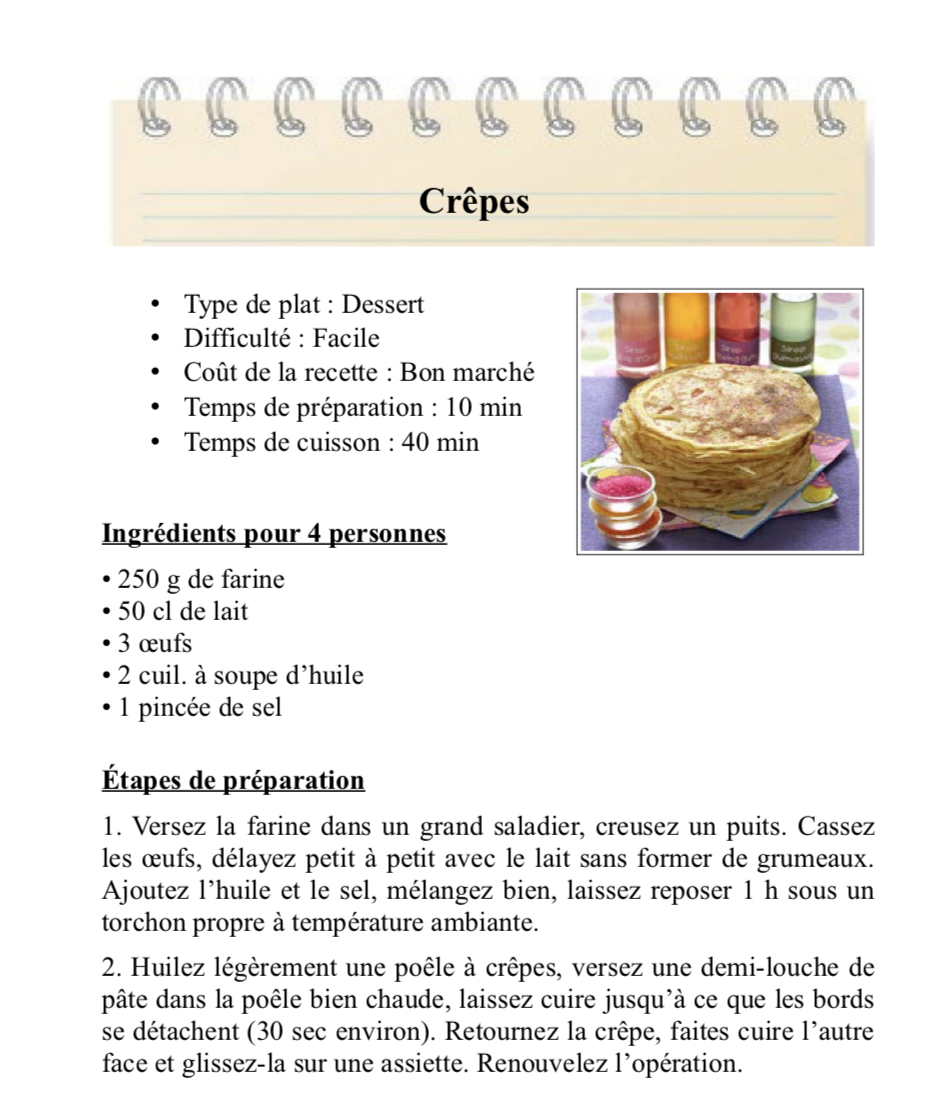 Crêpes
• Type de plat : Dessert
• Difficulté : Facile
• Coût de la recette : Bon marché
• Temps de préparation : 10 min
• Temps de cuisson : 40 min
Sirop
Sirop
Sirop
Ingrédients pour 4 personnes
• 250 g de farine
• 50 cl de lait
• 3 œufs
• 2 cuil. à soupe d’huile
• 1 pincée de sel
Étapes de préparation
1. Versez la farine dans un grand saladier, creusez un puits. Cassez
les œufs, délayez petit à petit avec le lait sans former de grumeaux.
Ajoutez l’huile et le sel, mélangez bien, laissez reposer 1 h sous un
torchon propre à température ambiante.
2. Huilez légèrement une poêle à crêpes, versez une demi-louche de
pâte dans la poêle bien chaude, laissez cuire jusqu’à ce que les bords
se détachent (30 sec environ). Retournez la crêpe, faites cuire l’autre
face et glissez-la sur une assiette. Renouvelez l’opération.